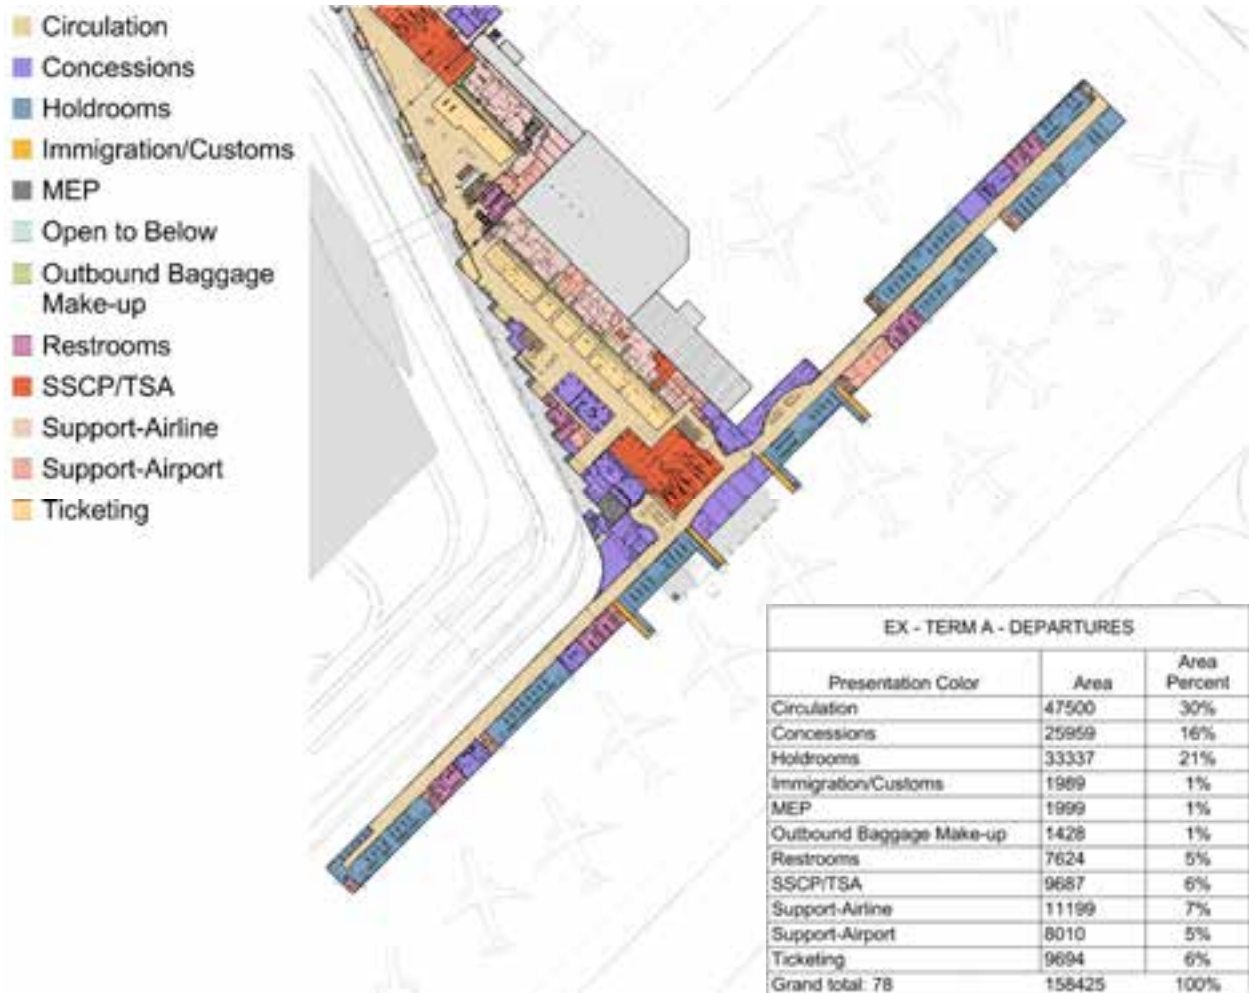 Circulation
Concessions
Holdrooms
Immigration/Customs
MEP
Open to Below
Outbound Baggage
Make-up
Restrooms
SSCP/TSA
Support-Airline
Support-Airport
Ticketing
EX - TERM A - DEPARTURES
Presentation Color Area Area Percent
Circulation 47500 30%
Concessions 25959 16%
Holdrooms 33337 21%
Immigration/Customs 1989 1%
MEP 1999 1%
Outbound Baggage Make-up 1428 1%
Restrooms 7624 5%
SSCP/TSA 9687 6%
Support-Airline 11199 7%
Support-Airport 8010 5%
Ticketing 9694 6%
Grand total: 78 158425 100%